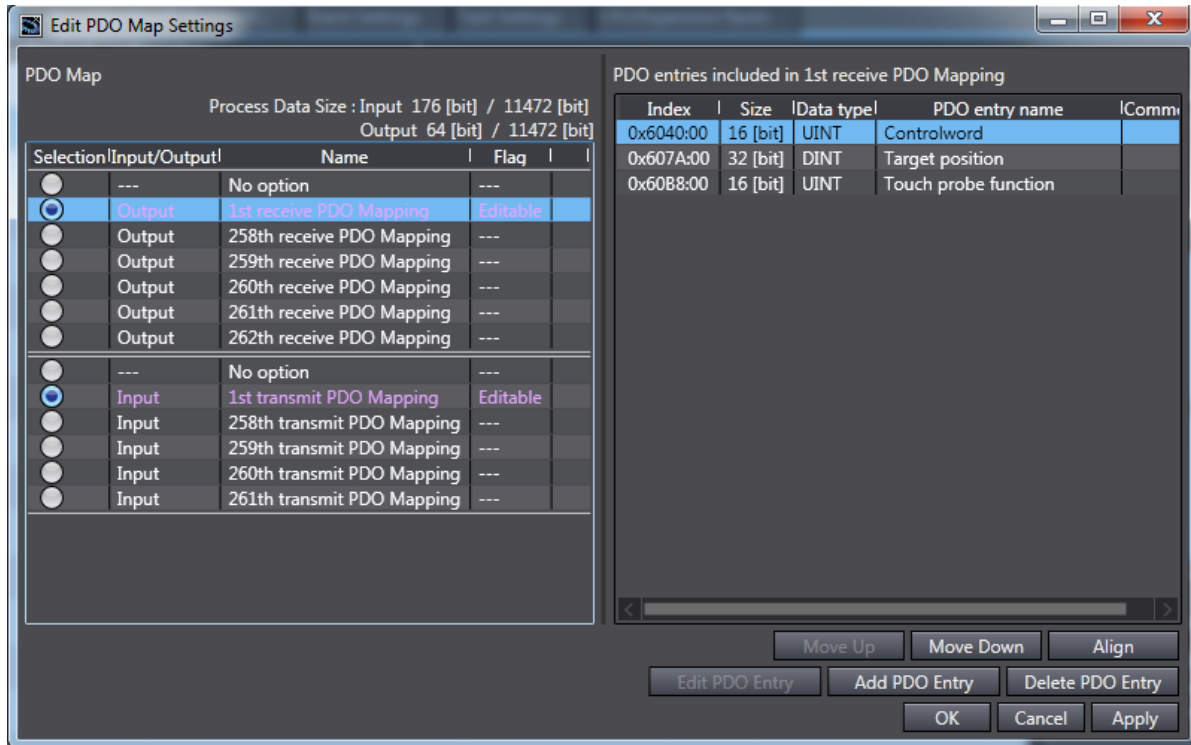 Edit PDO Map Settings
PDO Map
Process Data Size : Input 176 [bit] / 11472 [bit]
Output 64 [bit] / 11472 [bit]
Selection Input/Output Name Flag
--- No option ---
Output 1st receive PDO Mapping Editable
Output 258th receive PDO Mapping ---
Output 259th receive PDO Mapping ---
Output 260th receive PDO Mapping ---
Output 261th receive PDO Mapping ---
Output 262th receive PDO Mapping ---
--- No option ---
Input 1st transmit PDO Mapping Editable
Input 258th transmit PDO Mapping ---
Input 259th transmit PDO Mapping ---
Input 260th transmit PDO Mapping ---
Input 261th transmit PDO Mapping ---
PDO entries included in 1st receive PDO Mapping
Index Size Data type PDO entry name Comme
0x6040:00 16 [bit] UINT Controlword
0x607A:00 32 [bit] DINT Target position
0x60B8:00 16 [bit] UINT Touch probe function
Move Up Move Down Align
Edit PDO Entry Add PDO Entry Delete PDO Entry
OK Cancel Apply